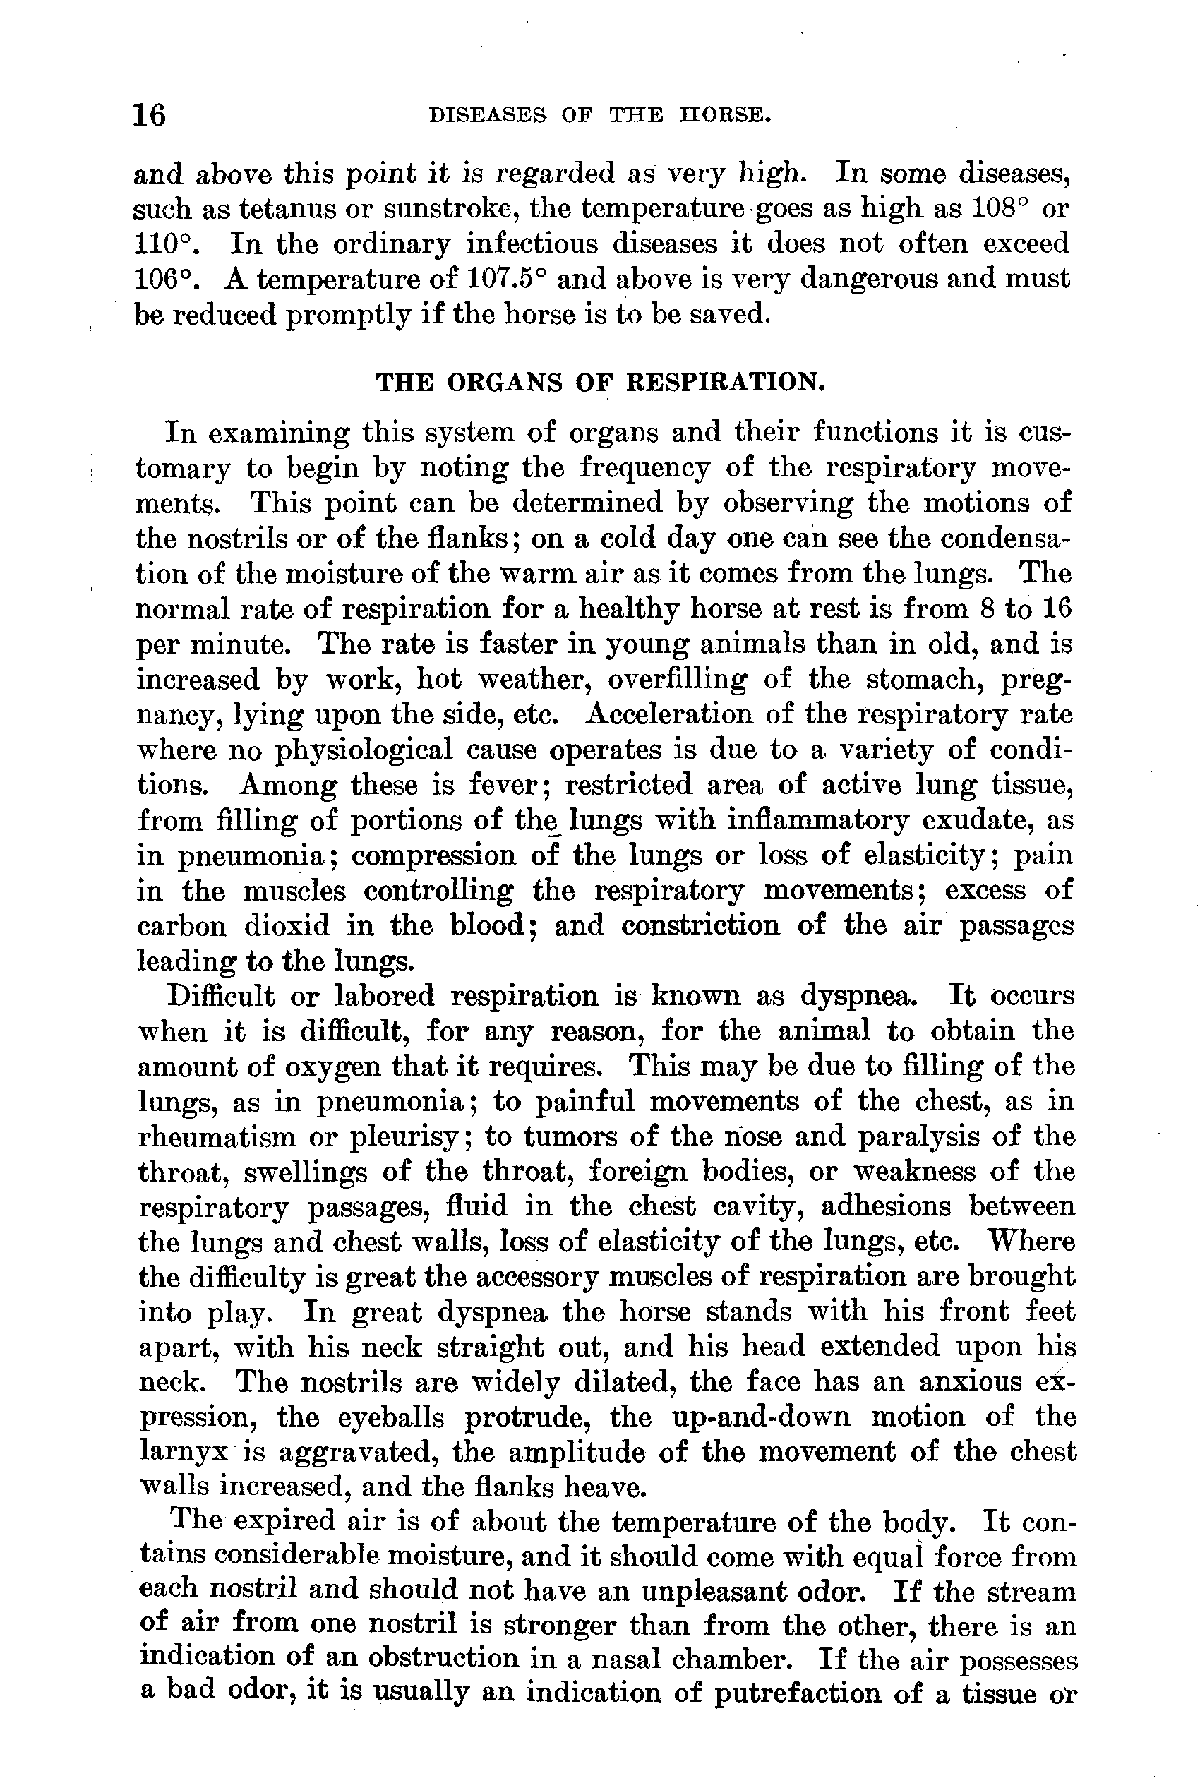 16 DISEASES OF THE HORSE.
and above this point it is regarded as very high. In some diseases,
such as tetanus or sunstroke, the temperature goes as high as 108° or
110°. In the ordinary infectious diseases it does not often exceed
106°. A temperature of 107.5° and above is very dangerous and must
be reduced promptly if the horse is to be saved.
THE ORGANS OF RESPIRATION.
In examining this system of organs and their functions it is cus-
tomary to begin by noting the frequency of the respiratory move-
ments. This point can be determined by observing the motions of
the nostrils or of the flanks; on a cold day one can see the condensa-
tion of the moisture of the warm air as it comes from the lungs. The
normal rate of respiration for a healthy horse at rest is from 8 to 16
per minute. The rate is faster in young animals than in old, and is
increased by work, hot weather, overfilling of the stomach, preg-
nancy, lying upon the side, etc. Acceleration of the respiratory rate
where no physiological cause operates is due to a variety of condi-
tions. Among these is fever; restricted area of active lung tissue,
from filling of portions of the lungs with inflammatory exudate, as
in pneumonia; compression of the lungs or loss of elasticity; pain
in the muscles controlling the respiratory movements; excess of
carbon dioxid in the blood; and constriction of the air passages
leading to the lungs.
Difficult or labored respiration is known as dyspnea. It occurs
when it is difficult, for any reason, for the animal to obtain the
amount of oxygen that it requires. This may be due to filling of the
lungs, as in pneumonia; to painful movements of the chest, as in
rheumatism or pleurisy; to tumors of the nose and paralysis of the
throat, swellings of the throat, foreign bodies, or weakness of the
respiratory passages, fluid in the chest cavity, adhesions between
the lungs and chest walls, loss of elasticity of the lungs, etc. Where
the difficulty is great the accessory muscles of respiration are brought
into play. In great dyspnea the horse stands with his front feet
apart, with his neck straight out, and his head extended upon his
neck. The nostrils are widely dilated, the face has an anxious ex-
pression, the eyeballs protrude, the up-and-down motion of the
larnyx is aggravated, the amplitude of the movement of the chest
walls increased, and the flanks heave.
The expired air is of about the temperature of the body. It con-
tains considerable moisture, and it should come with equal force from
each nostril and should not have an unpleasant odor. If the stream
of air from one nostril is stronger than from the other, there is an
indication of an obstruction in a nasal chamber. If the air possesses
a bad odor, it is usually an indication of putrefaction of a tissue or